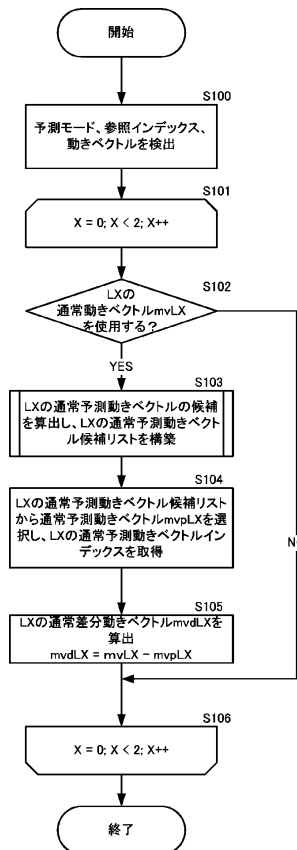 開始
S100
予測モード、参照インデックス、
動きベクトルを検出
S101
X = 0; X < 2; X++
S102
LXの
通常動きベクトルmvLX
を使用する？
YES
S103
LXの通常予測動きベクトルの候補
を算出し、LXの通常予測動きベクト
ル候補リストを構築
S104
LXの通常予測動きベクトル候補リスト
から通常予測動きベクトルmvpLXを選
択し、LXの通常予測動きベクトルイン
デックスを取得
N
S105
LXの通常差分動きベクトルmvdLXを
算出
mvdLX = mvLX - mvpLX
S106
X = 0; X < 2; X++
終了